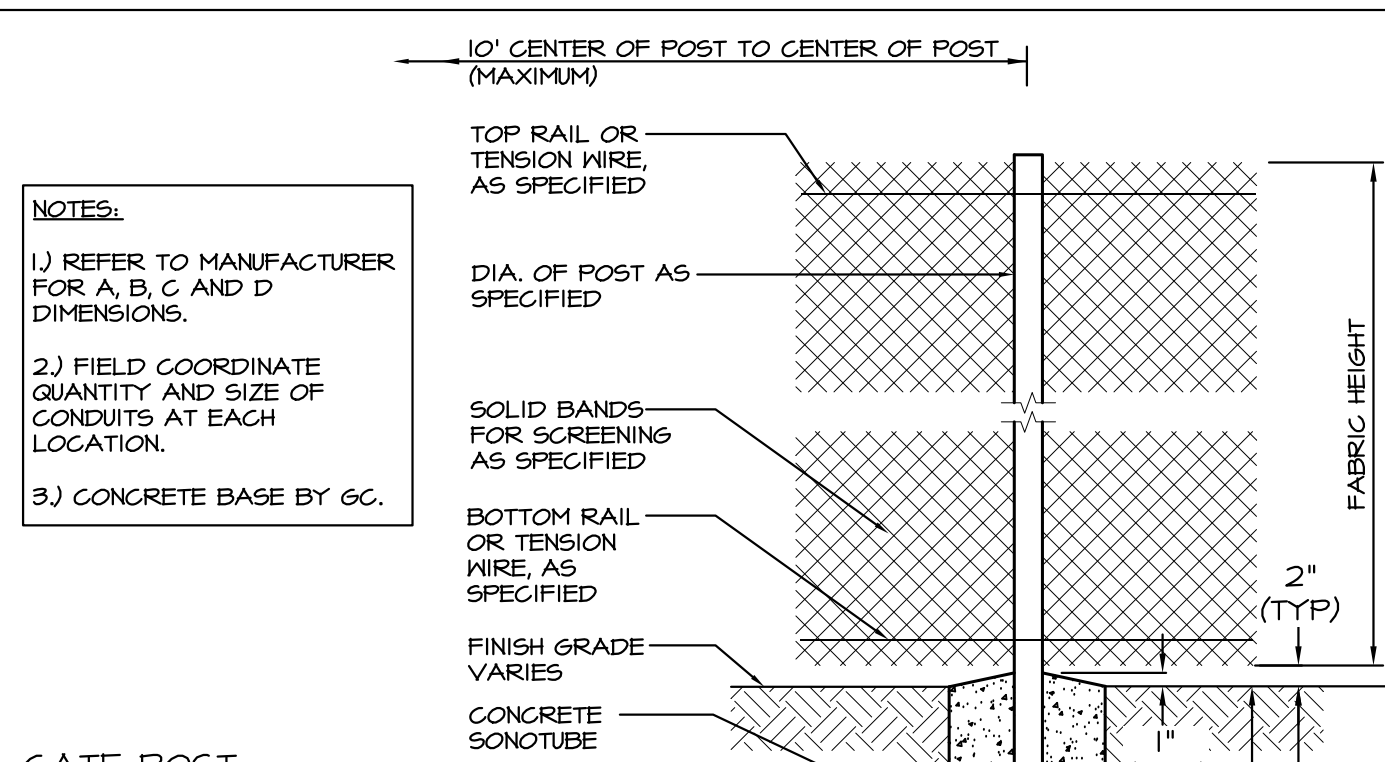 10' CENTER OF POST TO CENTER OF POST
(MAXIMUM)
TOP RAIL OR
TENSION WIRE,
AS SPECIFIED
NOTES:
1.) REFER TO MANUFACTURER
FOR A, B, C AND D
DIMENSIONS.
2.) FIELD COORDINATE
QUANTITY AND SIZE OF
CONDUITS AT EACH
LOCATION.
3.) CONCRETE BASE BY GC.
DIA. OF POST AS
SPECIFIED
SOLID BANDS
FOR SCREENING
AS SPECIFIED
BOTTOM RAIL
OR TENSION
WIRE, AS
SPECIFIED
FINISH GRADE
VARIES
CONCRETE
SONOTUBE
FABRIC HEIGHT
2"
(TYP)
1"
GATE POST